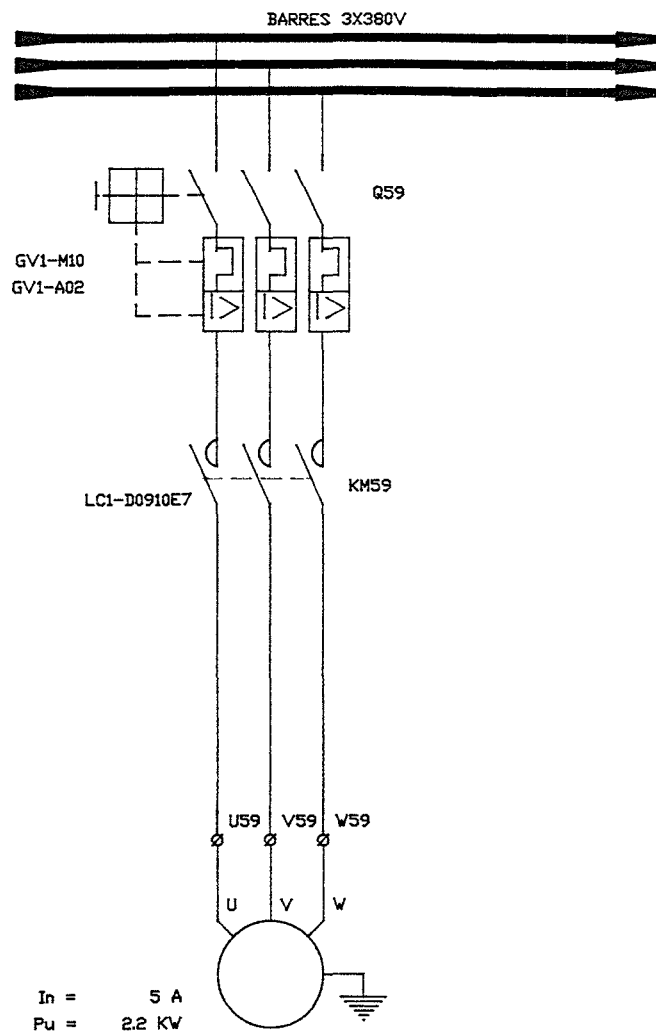 BARRES 3X380V
Q59
GV1-M10
GV1-A02
KM59
LC1-D0910E7
U59 V59 W59
U V W
In = 5 A
Pu = 2.2 KW